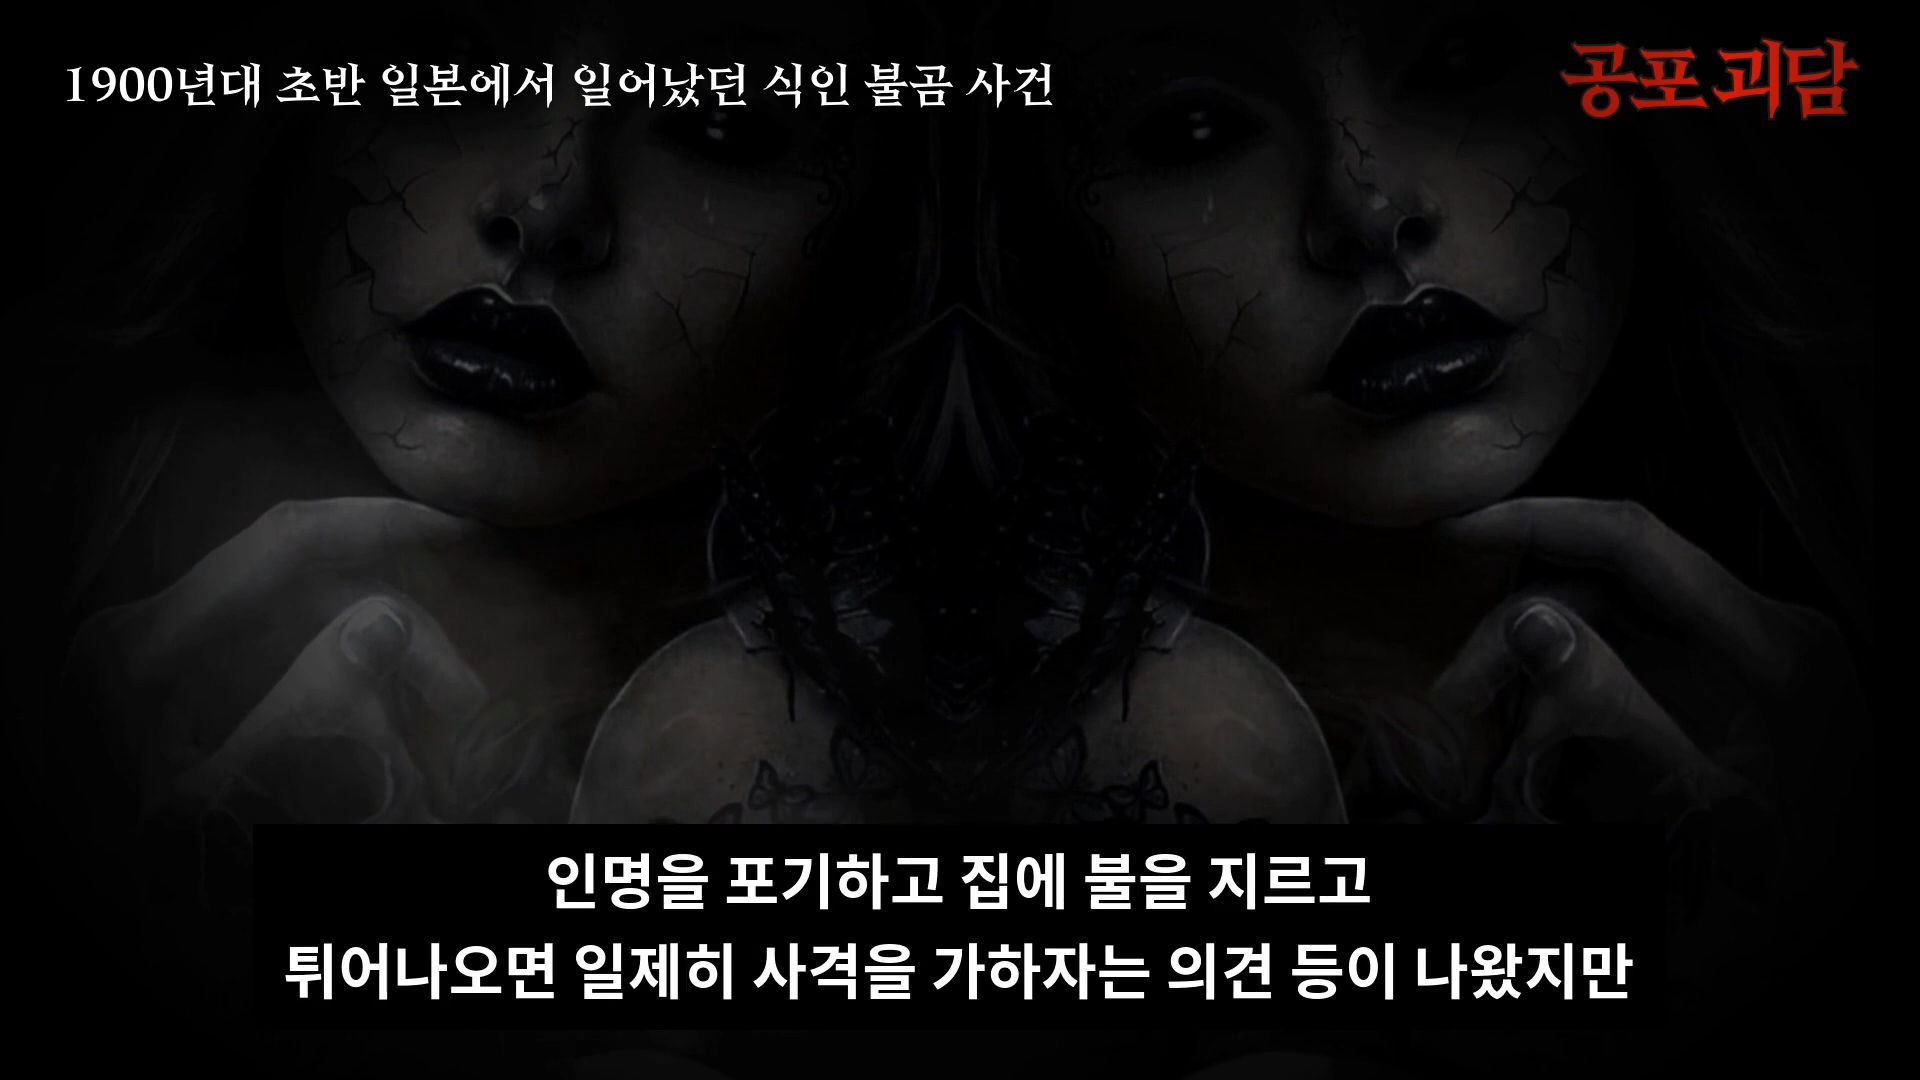 1900년대 초반 일본에서 일어났던 식인 불곰 사건
공포 괴담
인명을 포기하고 집에 불을 지르고
튀어나오면 일제히 사격을 가하자는 의견 등이 나왔지만